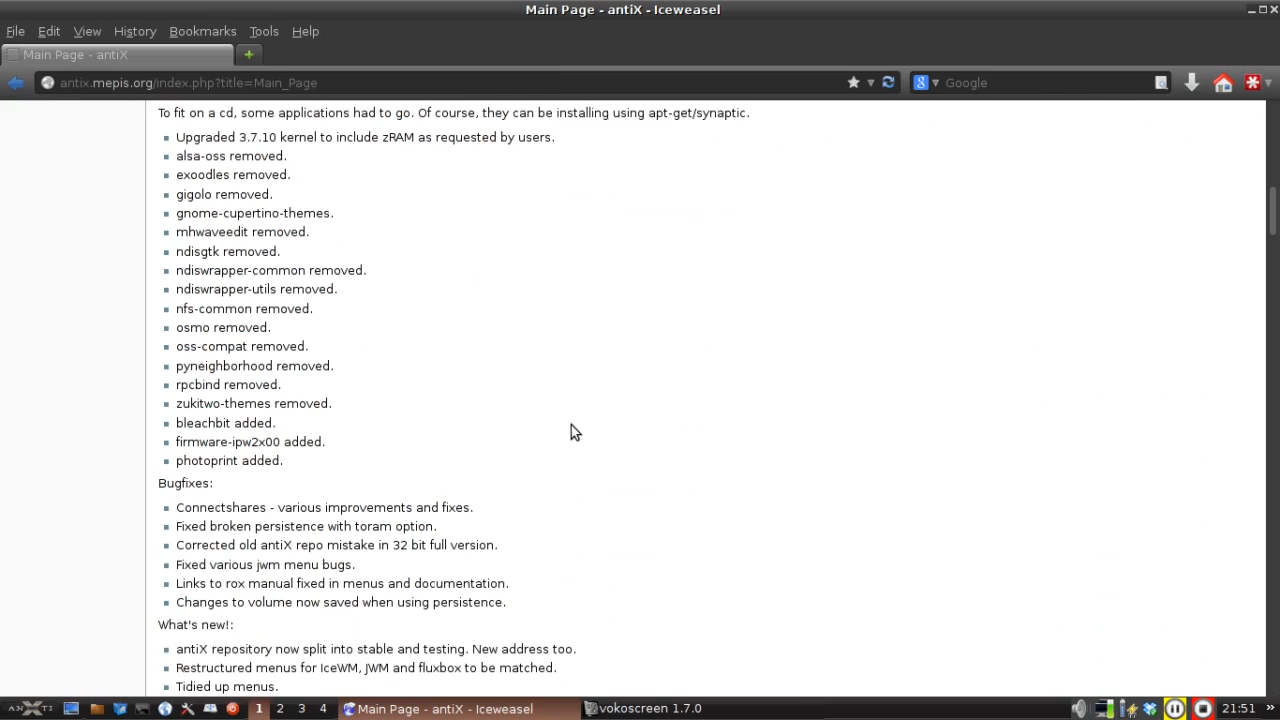 Main Page - antiX - Iceweasel
File Edit View History Bookmarks Tools Help
Main Page - antiX
antix.mepis.org/index.php?title=Main_Page
Google
To fit on a cd, some applications had to go. Of course, they can be installing using apt-get/synaptic.
Upgraded 3.7.10 kernel to include zRAM as requested by users.
alsa-oss removed.
exoodles removed.
gigolo removed.
gnome-cupertino-themes.
mhwaveedit removed.
ndisgtk removed.
ndiswrapper-common removed.
ndiswrapper-utils removed.
nfs-common removed.
osmo removed.
oss-compat removed.
pyneighborhood removed.
rpcbind removed.
zukitwo-themes removed.
bleachbit added.
firmware-ipw2x00 added.
photoprint added.
Bugfixes:
Connectshares - various improvements and fixes.
Fixed broken persistence with toram option.
Corrected old antiX repo mistake in 32 bit full version.
Fixed various jwm menu bugs.
Links to rox manual fixed in menus and documentation.
Changes to volume now saved when using persistence.
What's new!:
antiX repository now split into stable and testing. New address too.
Restructured menus for IceWM, JWM and fluxbox to be matched.
Tidied up menus.
ANTI 1 2 3 4 Main Page - antiX - Iceweasel vokoscreen 1.7.0 21:51